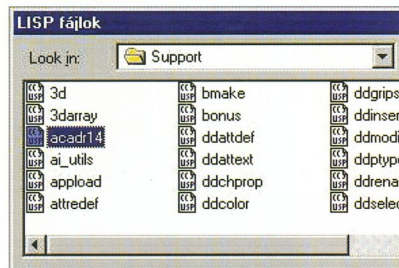 LISP fájlok
Look in: Support
3d
3darray
acadr14
ai_utils
appload
attredef
bmake
bonus
ddattdef
ddattext
ddchprop
ddcolor
ddgrips
ddinser
ddmodi
ddptype
ddrena
ddselec